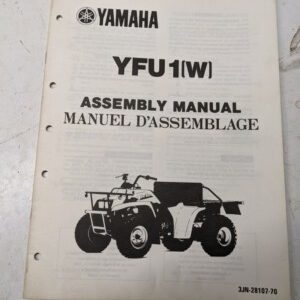 YAMAHA
YFU1(W)
ASSEMBLY MANUAL
MANUEL D'ASSEMBLAGE
3JN-28107-70